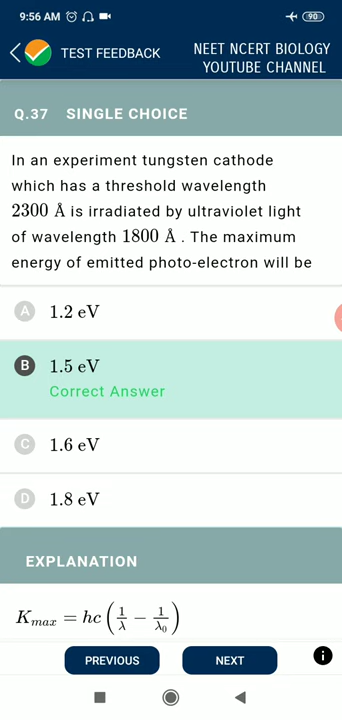 9:56 AM
90
TEST FEEDBACK
NEET NCERT BIOLOGY
YOUTUBE CHANNEL
Q.37 SINGLE CHOICE
In an experiment tungsten cathode
which has a threshold wavelength
2300 Å is irradiated by ultraviolet light
of wavelength 1800 Å . The maximum
energy of emitted photo-electron will be
A 1.2 eV
B 1.5 eV
Correct Answer
C 1.6 eV
D 1.8 eV
EXPLANATION
K_{max} = hc (1/λ − 1/λ₀)
PREVIOUS NEXT